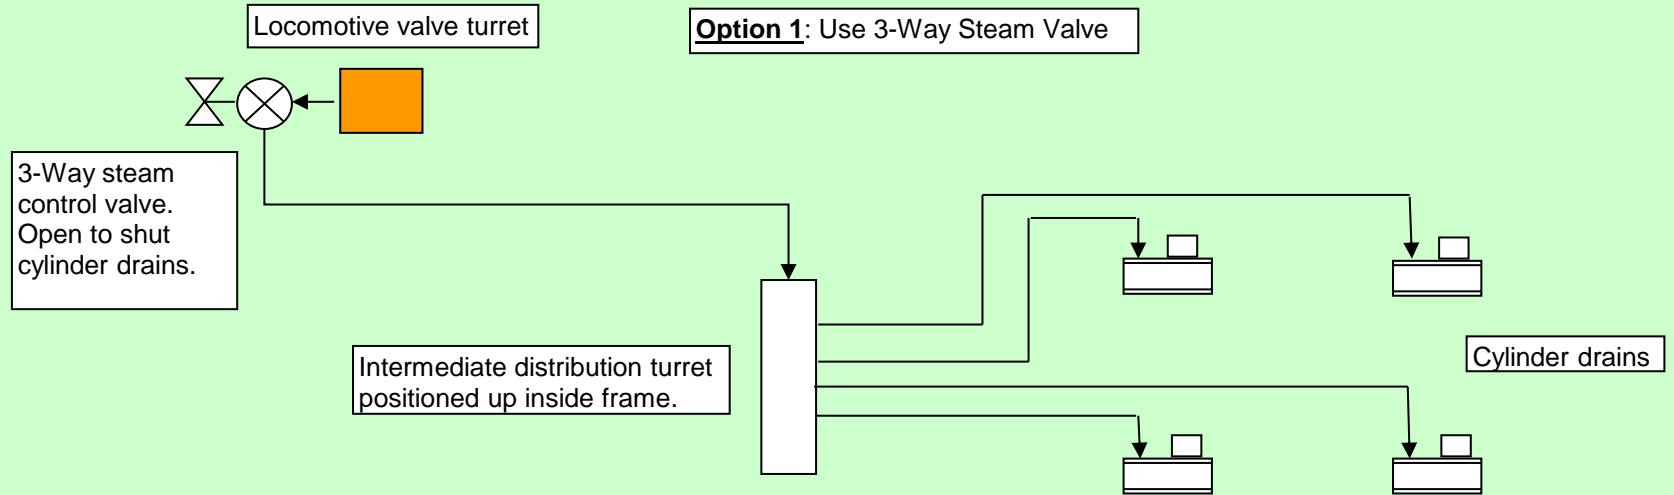 Locomotive valve turret
Option 1: Use 3-Way Steam Valve
3-Way steam
control valve.
Open to shut
cylinder drains.
Intermediate distribution turret
positioned up inside frame.
Cylinder drains